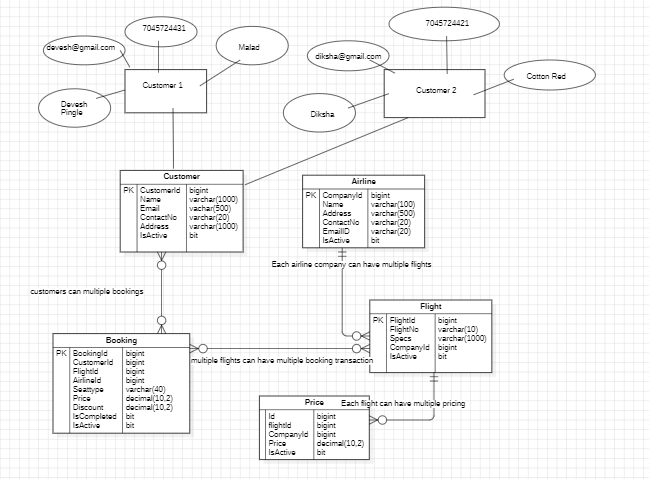 7045724431
7045724421
devesh@gmail.com
Malad
diksha@gmail.com
Cotton Red
Customer 1
Customer 2
Devesh
Pingle
Diksha
Customer
PK
CustomerId bigint
Name varchar(1000)
Email vachar(500)
ContactNo varchar(20)
Address varchar(1000)
IsActive bit
Airline
PK
CompanyId bigint
Name varchar(100)
Address varchar(500)
ContactNo varchar(20)
EmailID varchar(20)
IsActive bit
Each airline company can have multiple flights
customers can multiple bookings
Flight
PK
FlightId bigint
FlightNo varchar(10)
Specs varchar(1000)
CompanyId bigint
IsActive bit
Booking
PK
BookingId bigint
CustomerId bigint
FlightId bigint
AirlineId bigint
Seattype varchar(40)
Price decimal(10,2)
Discount decimal(10,2)
IsCompleted bit
IsActive bit
multiple flights can have multiple booking transaction
Price
Each flight can have multiple pricing
Id bigint
flightId bigint
CompanyId bigint
Price decimal(10,2)
IsActive bit